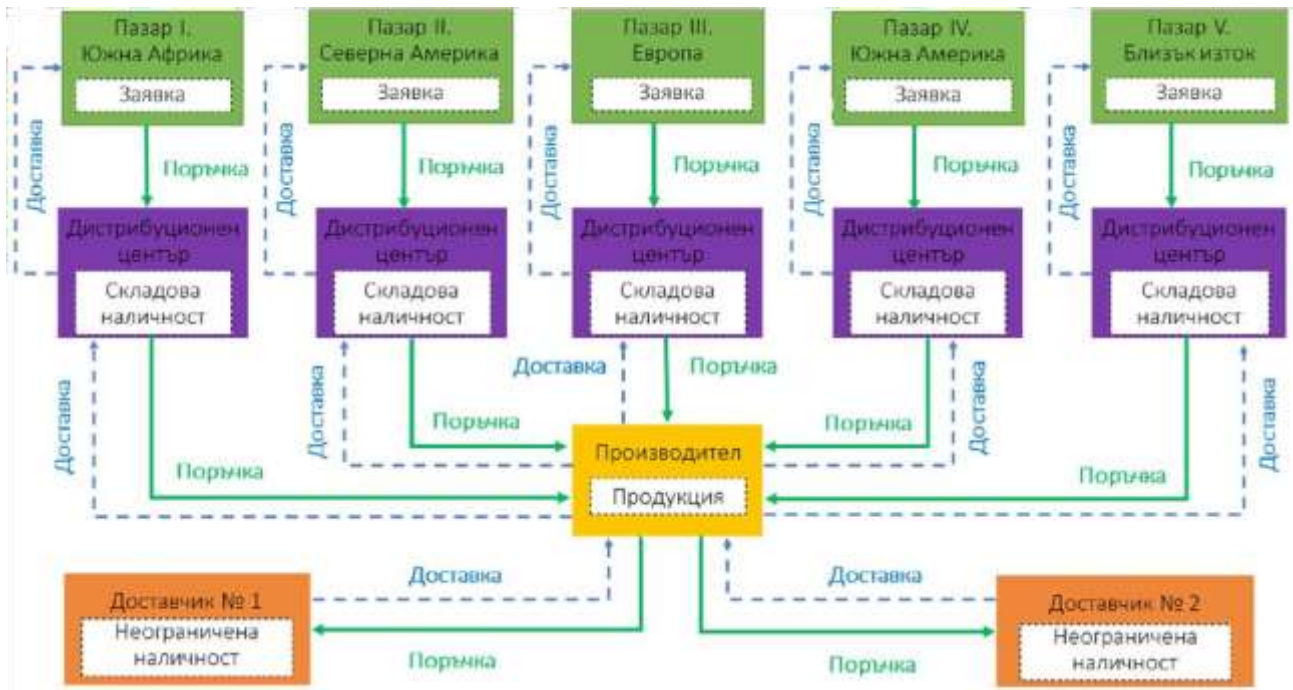 Пазар I.
Южна Африка
Заявка
Пазар II.
Северна Америка
Заявка
Пазар III.
Европа
Заявка
Пазар IV.
Южна Америка
Заявка
Пазар V.
Близък изток
Заявка
Доставка
Поръчка
Доставка
Поръчка
Доставка
Поръчка
Доставка
Поръчка
Доставка
Поръчка
Дистрибуционен
център
Складова
наличност
Дистрибуционен
център
Складова
наличност
Дистрибуционен
център
Складова
наличност
Дистрибуционен
център
Складова
наличност
Дистрибуционен
център
Складова
наличност
Доставка
Поръчка
Доставка
Поръчка
Доставка
Поръчка
Поръчка
Доставка
Поръчка
Доставка
Производител
Продукция
Доставка
Доставка
Доставчик № 1
Неограничена
наличност
Поръчка
Поръчка
Доставчик № 2
Неограничена
наличност